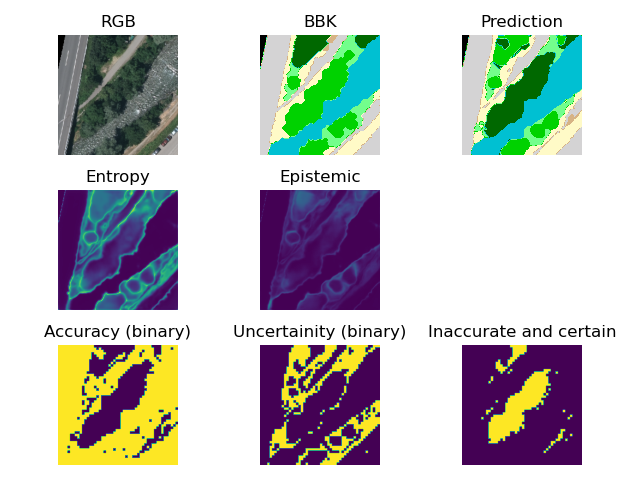 RGB
BBK
Prediction
Entropy
Epistemic
Accuracy (binary)
Uncertainity (binary)
Inaccurate and certain